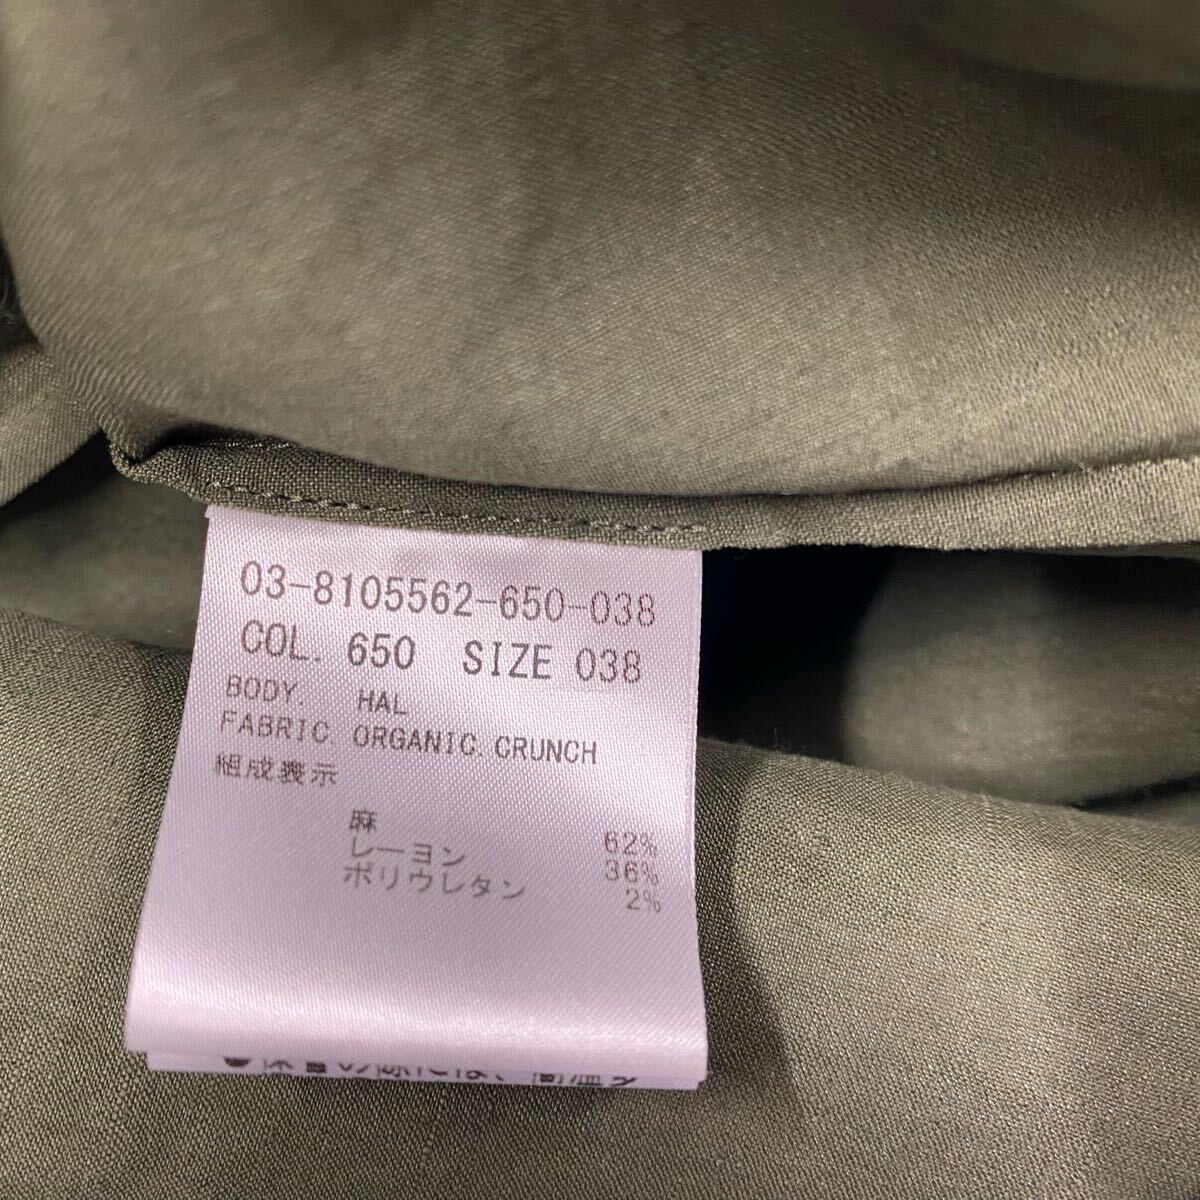 03-8105562-650-038
COL. 650 SIZE 038
BODY. HAL
FABRIC. ORGANIC.CRUNCH
組成表示
麻 62%
レーヨン 36%
ポリウレタン 2%